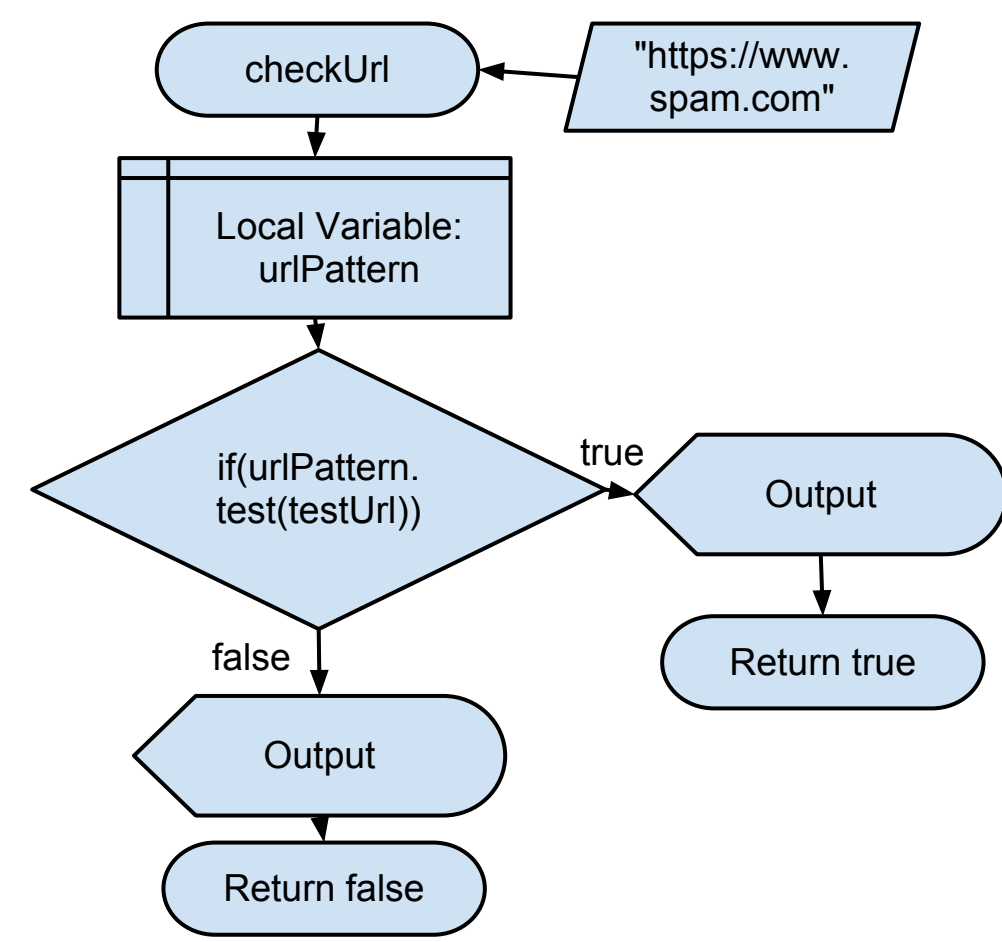 checkUrl
"https://www.
spam.com"
Local Variable:
urlPattern
if(urlPattern.
test(testUrl))
true
Output
Return true
false
Output
Return false